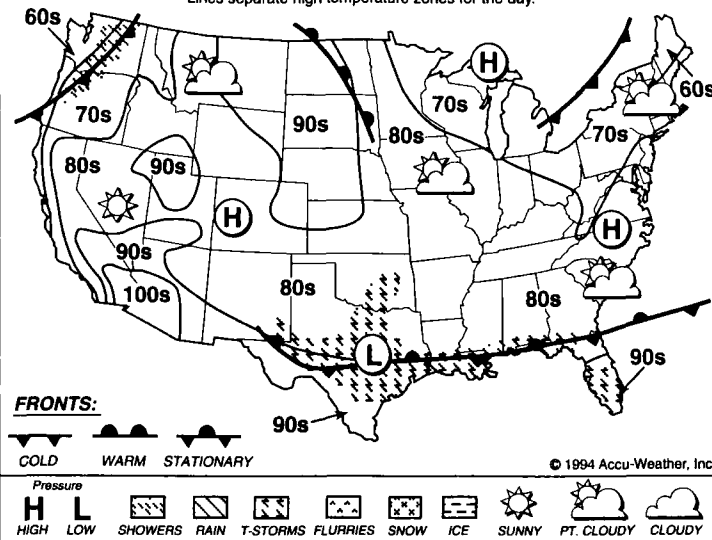 Lines separate high temperature zones for the day.
60s
H
70s
90s
70s
80s
60s
70s
80s
90s
H
H
90s
100s
80s
80s
L
90s
90s
FRONTS:
COLD WARM STATIONARY
© 1994 Accu-Weather, Inc
Pressure
H L
HIGH LOW SHOWERS RAIN T-STORMS FLURRIES SNOW ICE SUNNY PT. CLOUDY CLOUDY